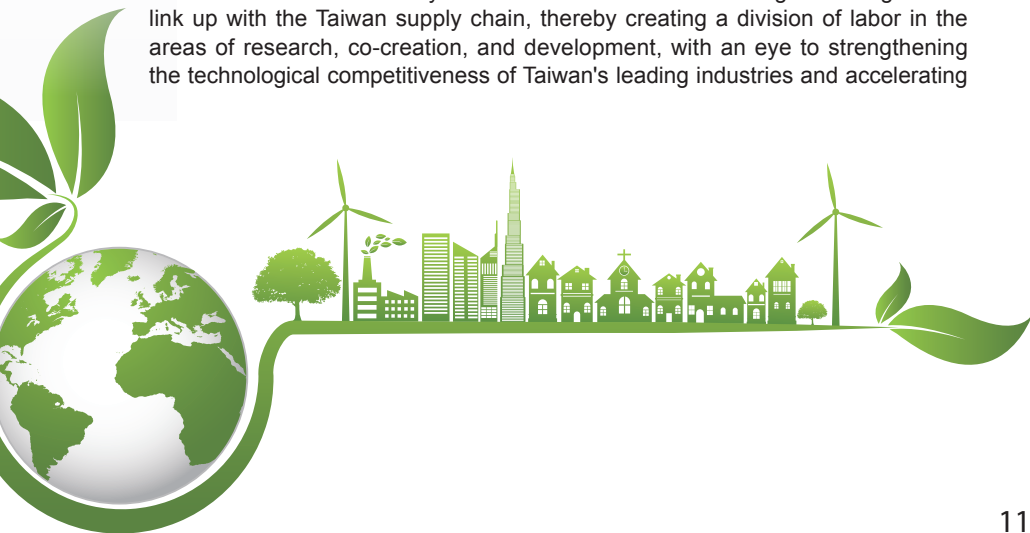 link up with the Taiwan supply chain, thereby creating a division of labor in the
areas of research, co-creation, and development, with an eye to strengthening
the technological competitiveness of Taiwan's leading industries and accelerating
11